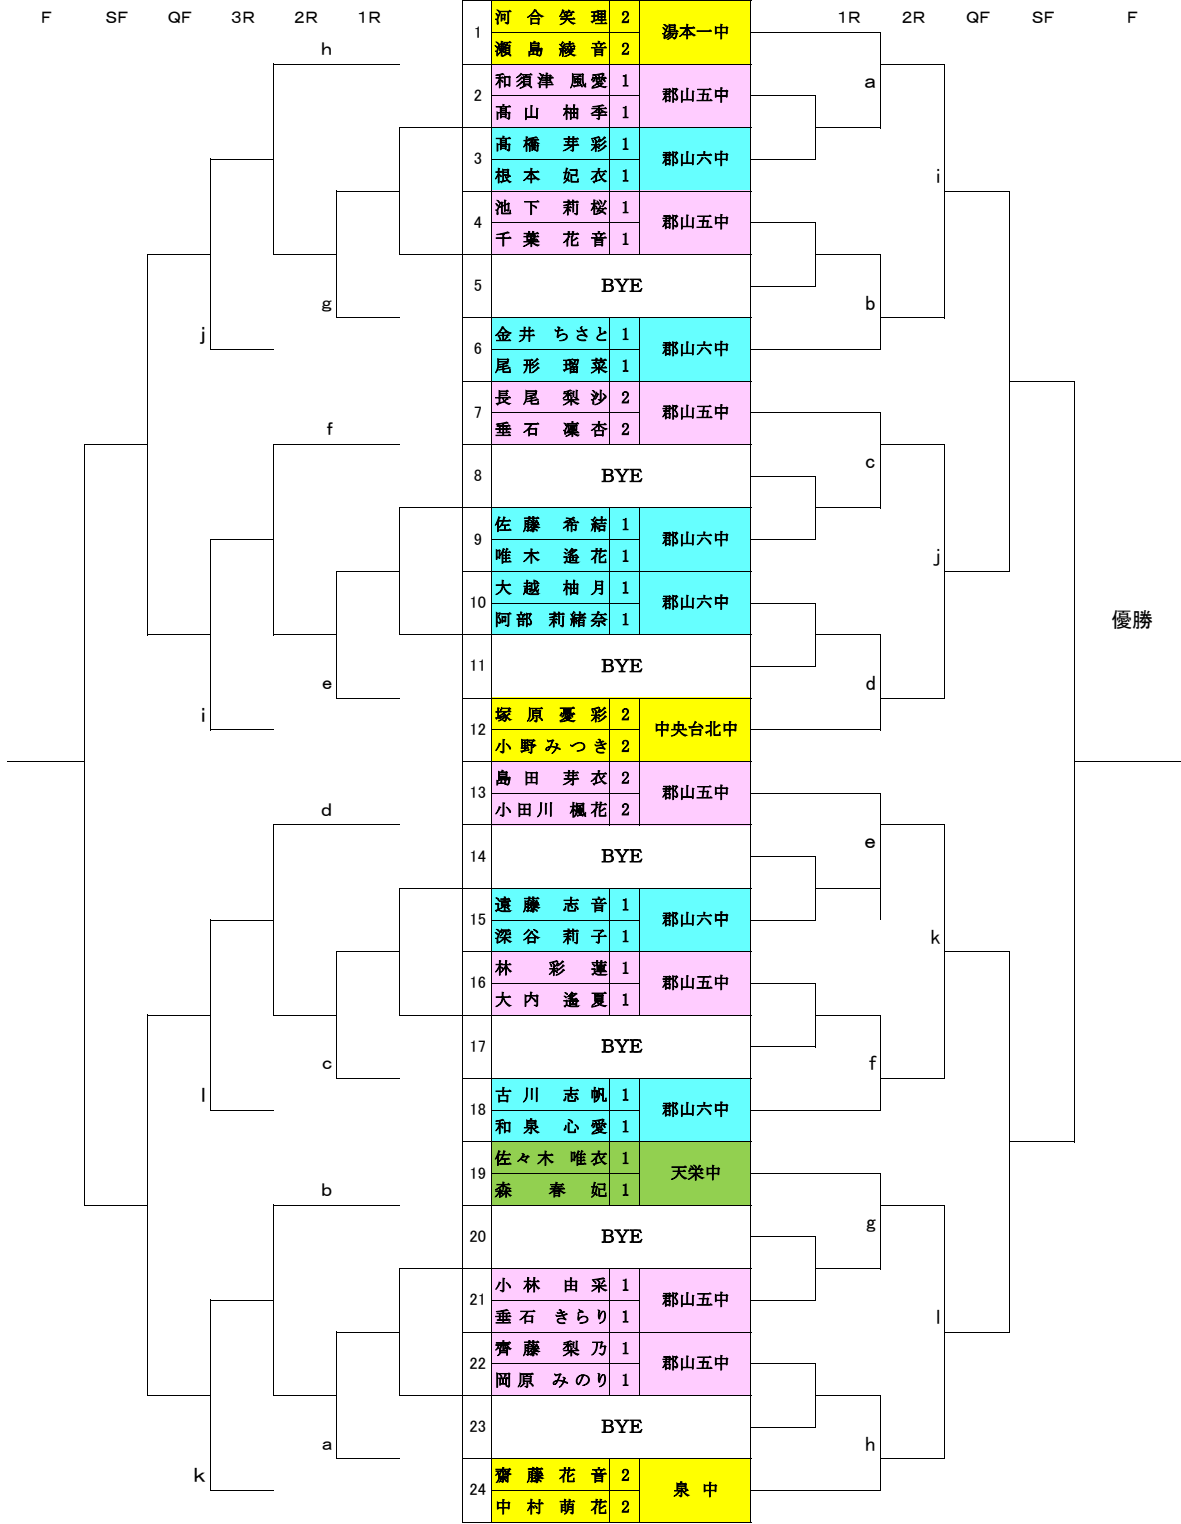 F SF QF 3R 2R 1R 1R 2R QF SF F
1 河合笑理 2 湯本一中
瀬島綾音 2
h
2 和須津 風愛 1 郡山五中
髙山 柚季 1
a
3 髙橋 芽彩 1 郡山六中
根本 妃衣 1
i
4 池下 莉桜 1 郡山五中
千葉 花音 1
5 BYE
g b
6 金井 ちさと 1 郡山六中
尾形 瑠菜 1
j
7 長尾 梨沙 2 郡山五中
垂石 凜杏 2
f
8 BYE
c
9 佐藤 希結 1 郡山六中
唯木 遙花 1
j
10 大越 柚月 1 郡山六中
阿部 莉緒奈 1
優勝
11 BYE
e d
12 塚原憂彩 2 中央台北中
小野みつき 2
i
13 島田 芽衣 2 郡山五中
小田川 楓花 2
d
14 BYE
e
15 遠藤 志音 1 郡山六中
深谷 莉子 1
k
16 林 彩蓮 1 郡山五中
大内 遙夏 1
17 BYE
c f
18 古川 志帆 1 郡山六中
和泉 心愛 1
l
19 佐々木 唯衣 1 天栄中
森 春妃 1
b
20 BYE
g
21 小林 由采 1 郡山五中
垂石 きらり 1
l
22 齊藤 梨乃 1 郡山五中
岡原 みのり 1
23 BYE
a h
24 齋藤花音 2 泉中
中村萌花 2
k